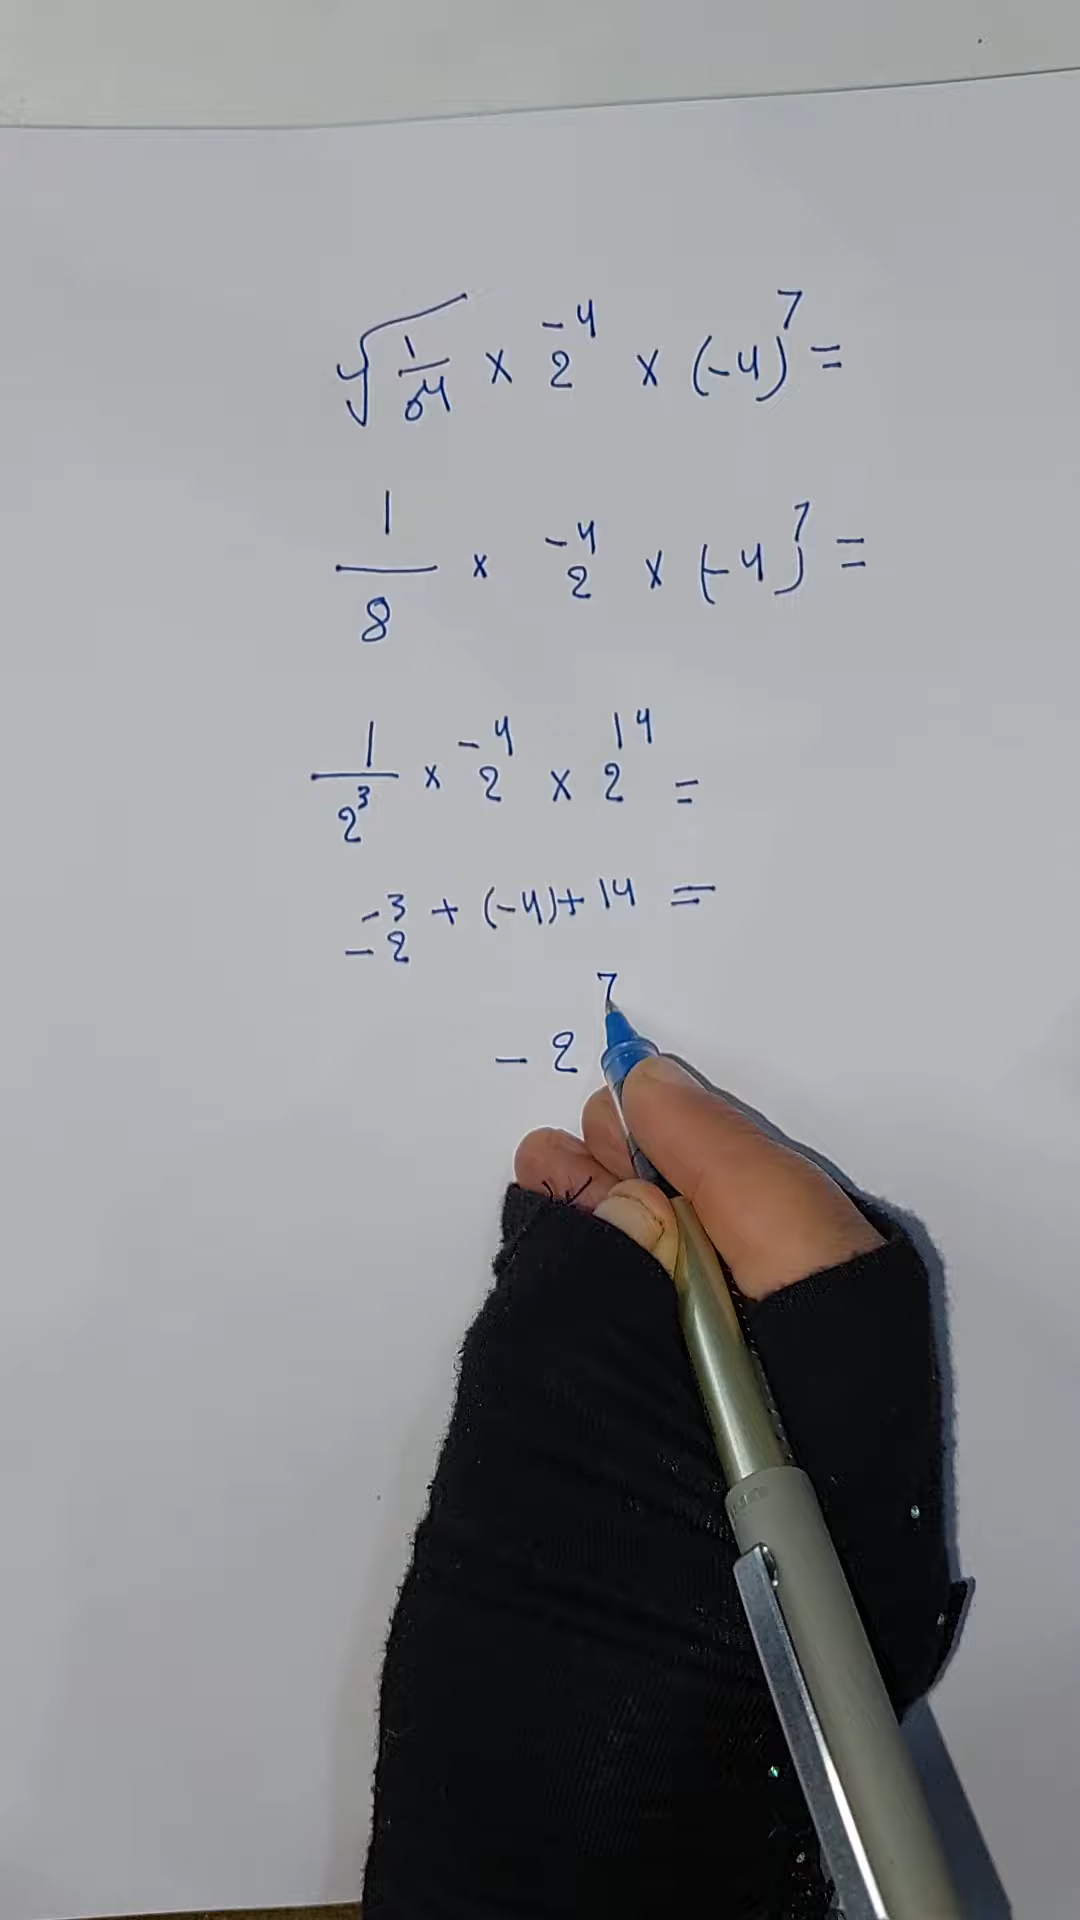 √(1/64) × 2^-4 × (-4)^7 =
1/8 × 2^-4 × (-4)^7 =
1/2^3 × 2^-4 × 2^14 =
-2^-3 + (-4) + 14 =
-2^7